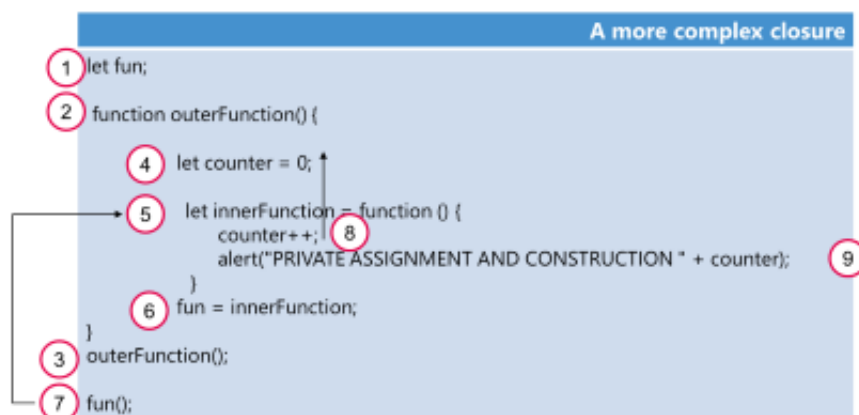 A more complex closure
1 let fun;
2 function outerFunction() {
4 let counter = 0;
5 let innerFunction = function () {
counter++; 8
alert("PRIVATE ASSIGNMENT AND CONSTRUCTION " + counter); 9
}
6 fun = innerFunction;
}
3 outerFunction();
7 fun();